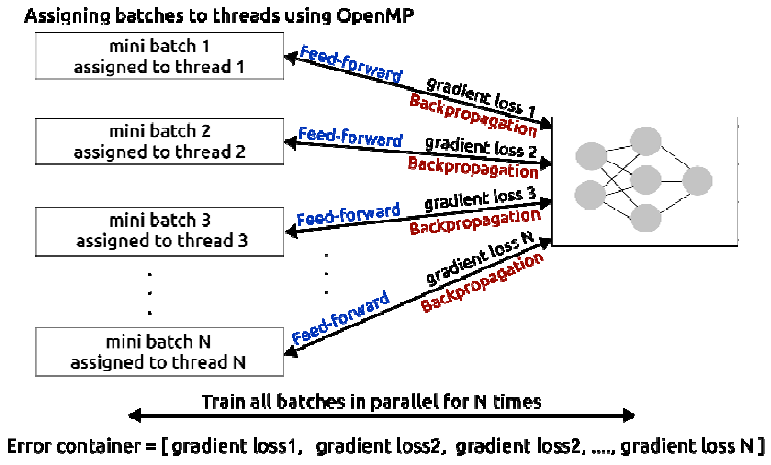 Assigning batches to threads using OpenMP
mini batch 1
assigned to thread 1
Feed-forward
gradient loss 1
Backpropagation
mini batch 2
assigned to thread 2
Feed-forward
gradient loss 2
Backpropagation
mini batch 3
assigned to thread 3
Feed-forward
gradient loss 3
Backpropagation
mini batch N
assigned to thread N
Feed-forward
gradient loss N
Backpropagation
Train all batches in parallel for N times
Error container = [ gradient loss1, gradient loss2, gradient loss2, ...., gradient loss N ]